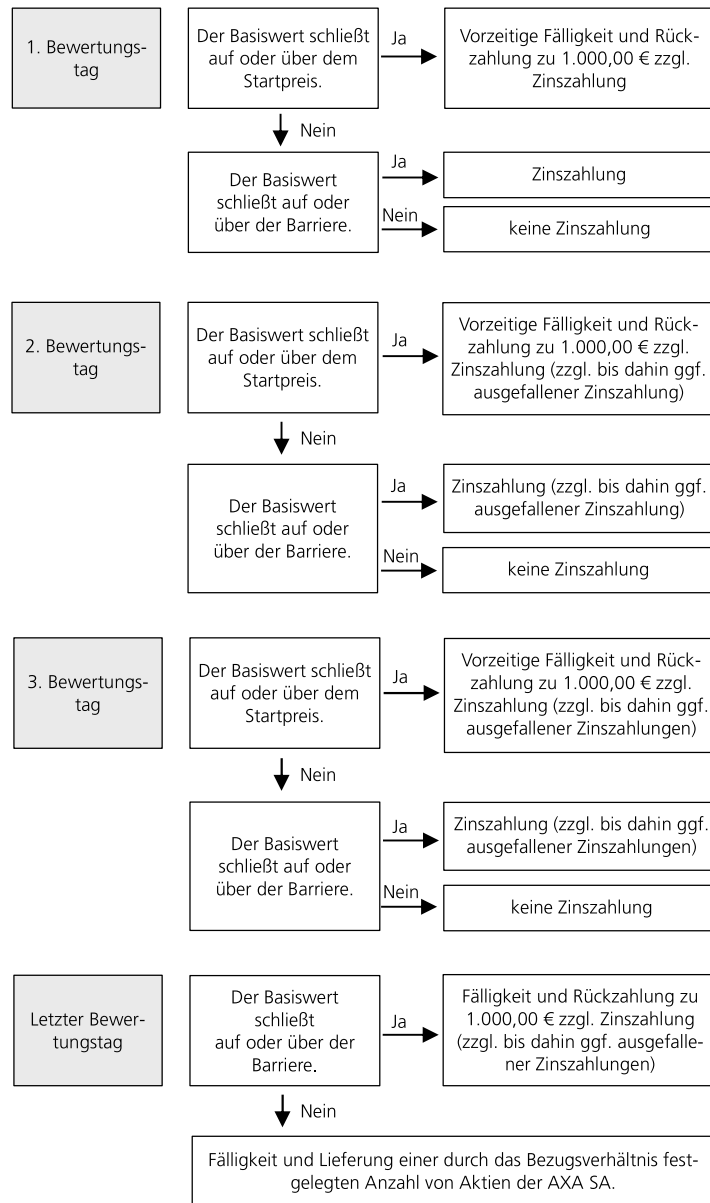 1. Bewertungs-
tag
Der Basiswert schließt
auf oder über dem
Startpreis.
Ja
Vorzeitige Fälligkeit und Rück-
zahlung zu 1.000,00 € zzgl.
Zinszahlung
Nein
Der Basiswert
schließt auf oder
über der Barriere.
Ja
Zinszahlung
Nein
keine Zinszahlung
2. Bewertungs-
tag
Der Basiswert schließt
auf oder über dem
Startpreis.
Ja
Vorzeitige Fälligkeit und Rück-
zahlung zu 1.000,00 € zzgl.
Zinszahlung (zzgl. bis dahin ggf.
ausgefallener Zinszahlung)
Nein
Der Basiswert
schließt auf oder
über der Barriere.
Ja
Zinszahlung (zzgl. bis dahin ggf.
ausgefallener Zinszahlung)
Nein
keine Zinszahlung
3. Bewertungs-
tag
Der Basiswert schließt
auf oder über dem
Startpreis.
Ja
Vorzeitige Fälligkeit und Rück-
zahlung zu 1.000,00 € zzgl.
Zinszahlung (zzgl. bis dahin ggf.
ausgefallener Zinszahlungen)
Nein
Der Basiswert
schließt auf oder
über der Barriere.
Ja
Zinszahlung (zzgl. bis dahin ggf.
ausgefallener Zinszahlungen)
Nein
keine Zinszahlung
Letzter Bewer-
tungstag
Der Basiswert
schließt
auf oder über der
Barriere.
Ja
Fälligkeit und Rückzahlung zu
1.000,00 € zzgl. Zinszahlung
(zzgl. bis dahin ggf. ausgefalle-
ner Zinszahlungen)
Nein
Fälligkeit und Lieferung einer durch das Bezugsverhältnis fest-
gelegten Anzahl von Aktien der AXA SA.